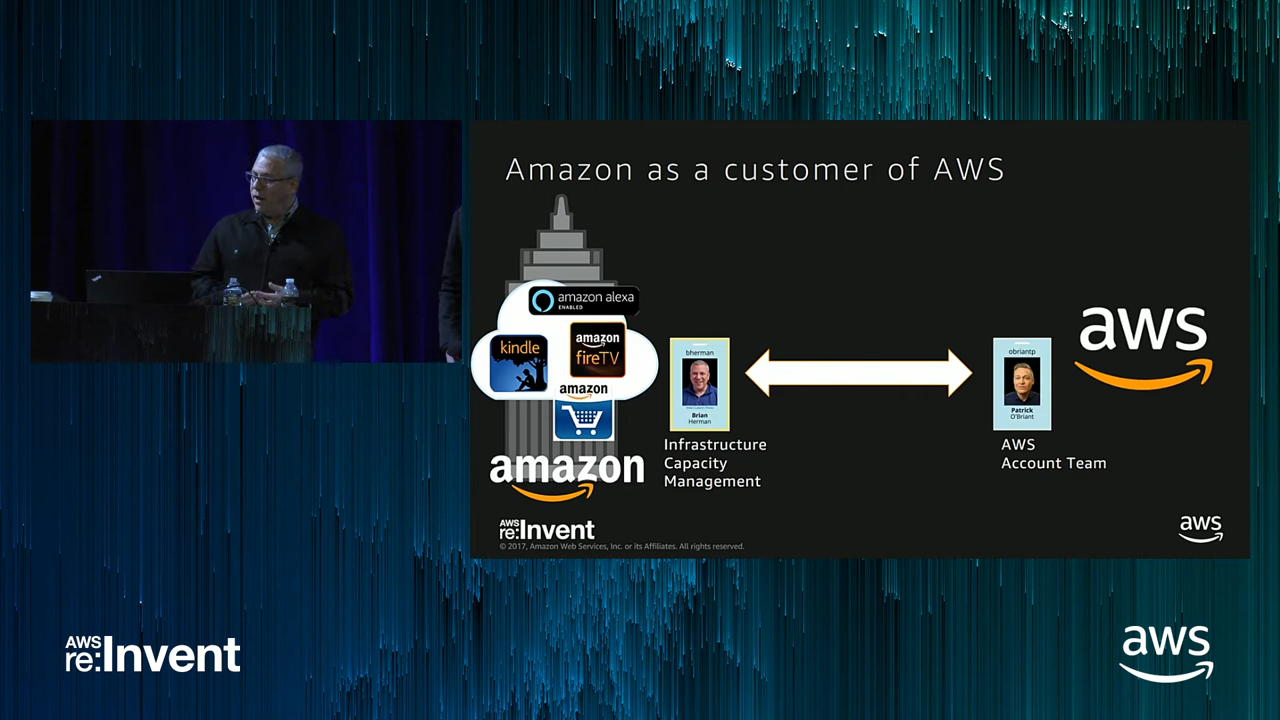 Amazon as a customer of AWS
amazon alexa
ENABLED
kindle
amazon
fireTV
amazon
amazon
bherman
Brian
Herman
Infrastructure
Capacity
Management
obriantp
Patrick
O'Briant
AWS
Account Team
aws
AWS
re:Invent
© 2017, Amazon Web Services, Inc. or its Affiliates. All rights reserved.
aws
AWS
re:Invent
aws